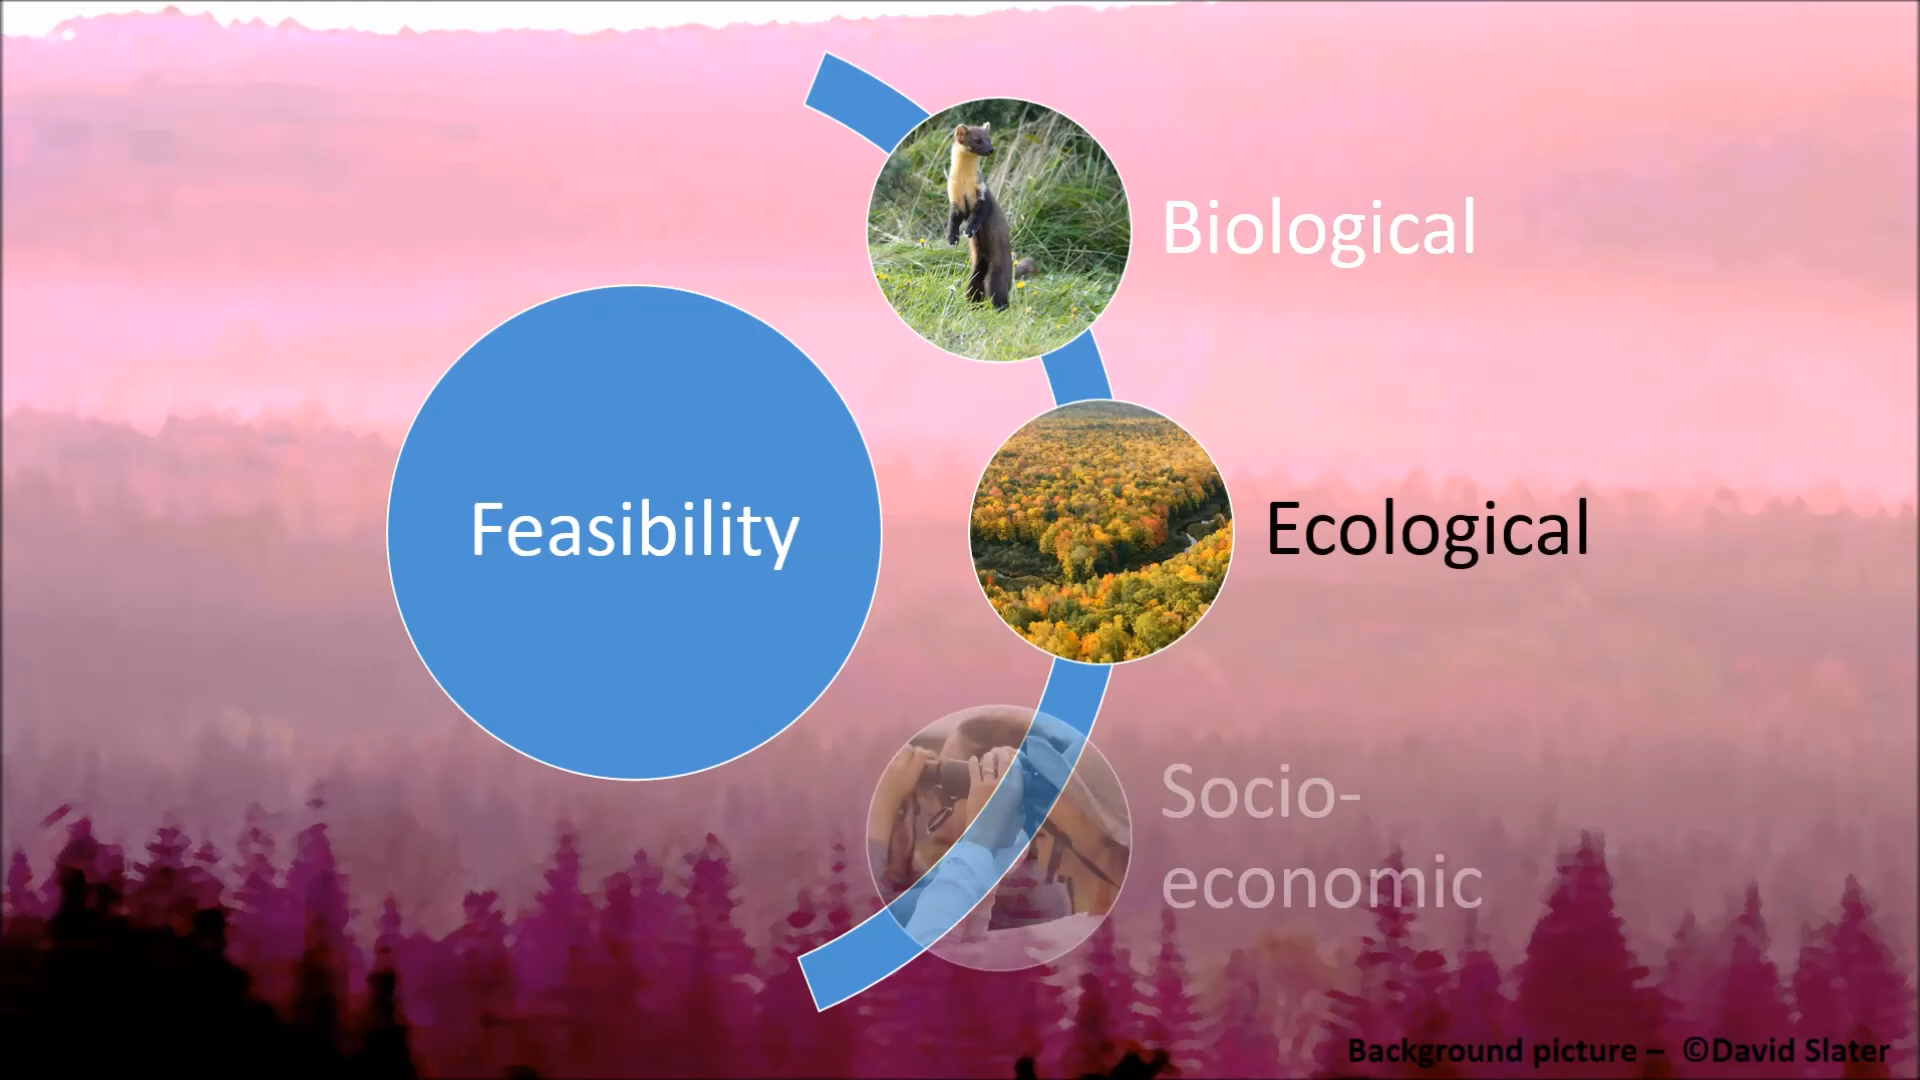 Biological
Feasibility
Ecological
Socio-
economic
Background picture – ©David Slater